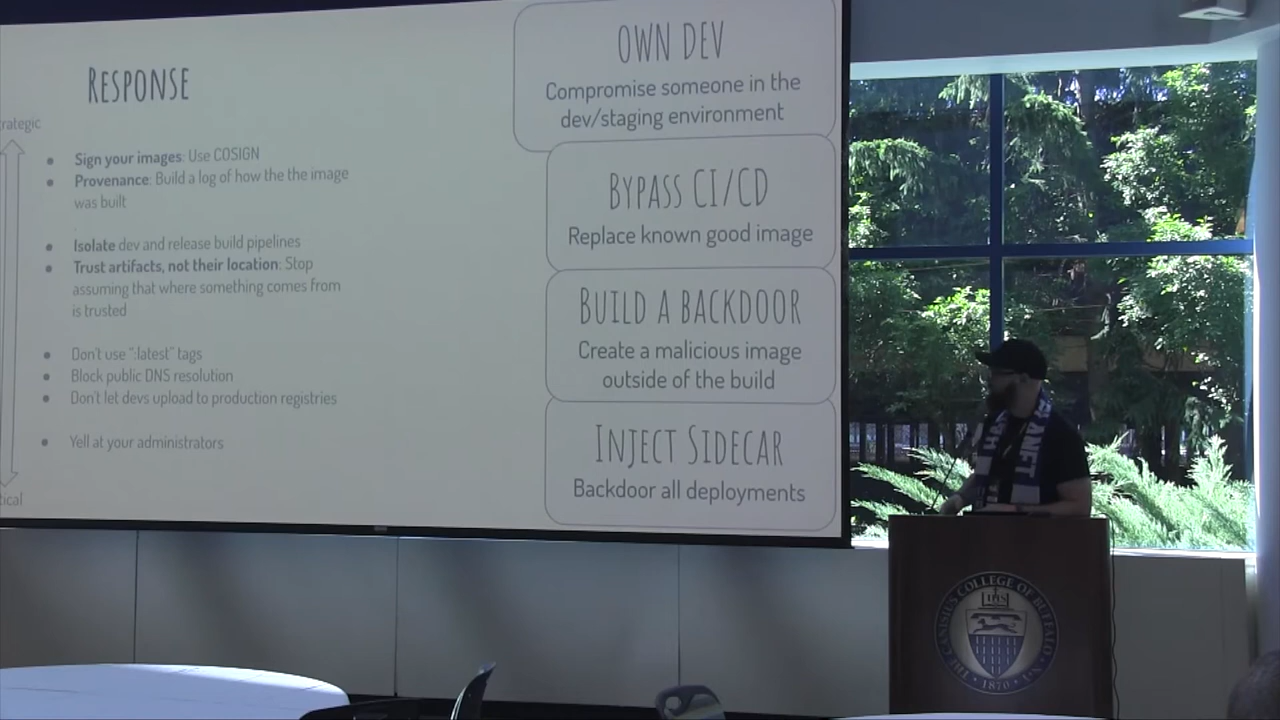 RESPONSE
rategic
Sign your images: Use COSIGN
Provenance: Build a log of how the the image
was built
Isolate dev and release build pipelines
Trust artifacts, not their location: Stop
assuming that where something comes from
is trusted
Don't use ":latest" tags
Block public DNS resolution
Don't let devs upload to production registries
Yell at your administrators
tical
OWN DEV
Compromise someone in the
dev/staging environment
BYPASS CI/CD
Replace known good image
BUILD A BACKDOOR
Create a malicious image
outside of the build
INJECT SIDECAR
Backdoor all deployments
THE CANISIUS COLLEGE OF BUFFALO, N.Y.
1870